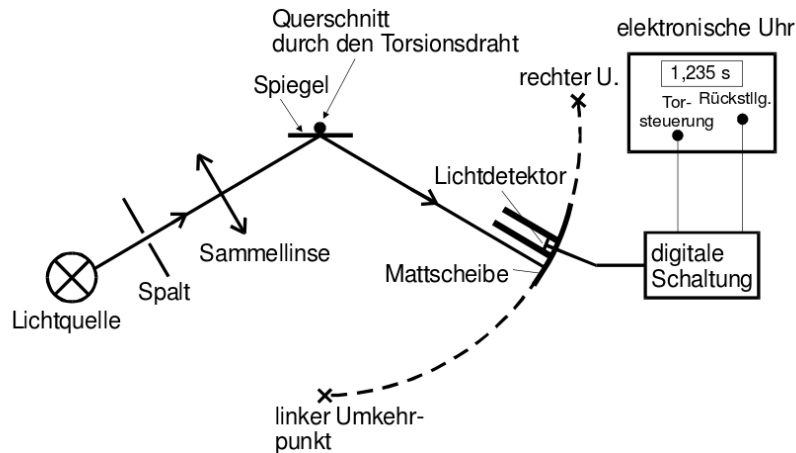 Querschnitt
durch den Torsionsdraht
elektronische Uhr
Spiegel
rechter U.
1,235 s
Tor-
steuerung
Rückstllg.
Lichtdetektor
Sammellinse
Mattscheibe
digitale
Schaltung
Spalt
Lichtquelle
linker Umkehr-
punkt